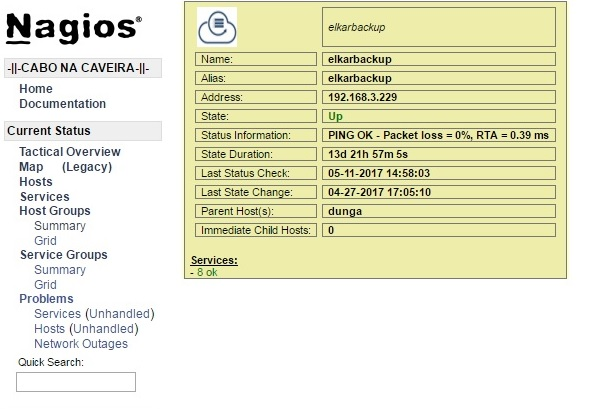 Nagios®
-||-CABO NA CAVEIRA-||-
Home
Documentation
Current Status
Tactical Overview
Map (Legacy)
Hosts
Services
Host Groups
Summary
Grid
Service Groups
Summary
Grid
Problems
Services (Unhandled)
Hosts (Unhandled)
Network Outages
Quick Search:
elkarbackup
Name: elkarbackup
Alias: elkarbackup
Address: 192.168.3.229
State: Up
Status Information: PING OK - Packet loss = 0%, RTA = 0.39 ms
State Duration: 13d 21h 57m 5s
Last Status Check: 05-11-2017 14:58:03
Last State Change: 04-27-2017 17:05:10
Parent Host(s): dunga
Immediate Child Hosts: 0
Services:
- 8 ok